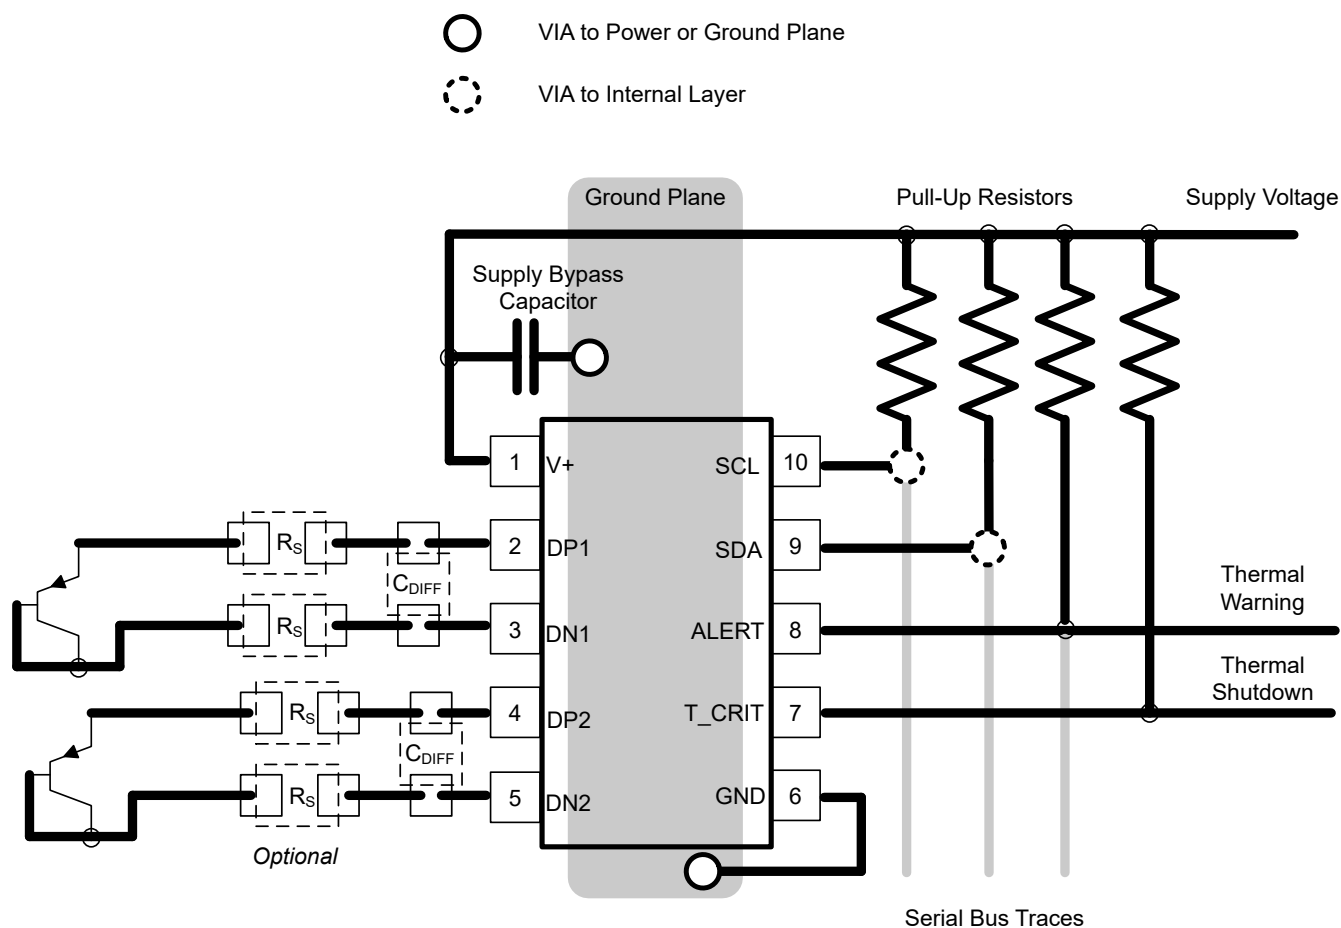 VIA to Power or Ground Plane
VIA to Internal Layer
Ground Plane
Pull-Up Resistors
Supply Voltage
Supply Bypass
Capacitor
1
V+
SCL
10
RS
CDIFF
2
DP1
SDA
9
Thermal
Warning
RS
3
DN1
ALERT
8
Thermal
Shutdown
RS
CDIFF
4
DP2
T_CRIT
7
RS
5
DN2
GND
6
Optional
Serial Bus Traces